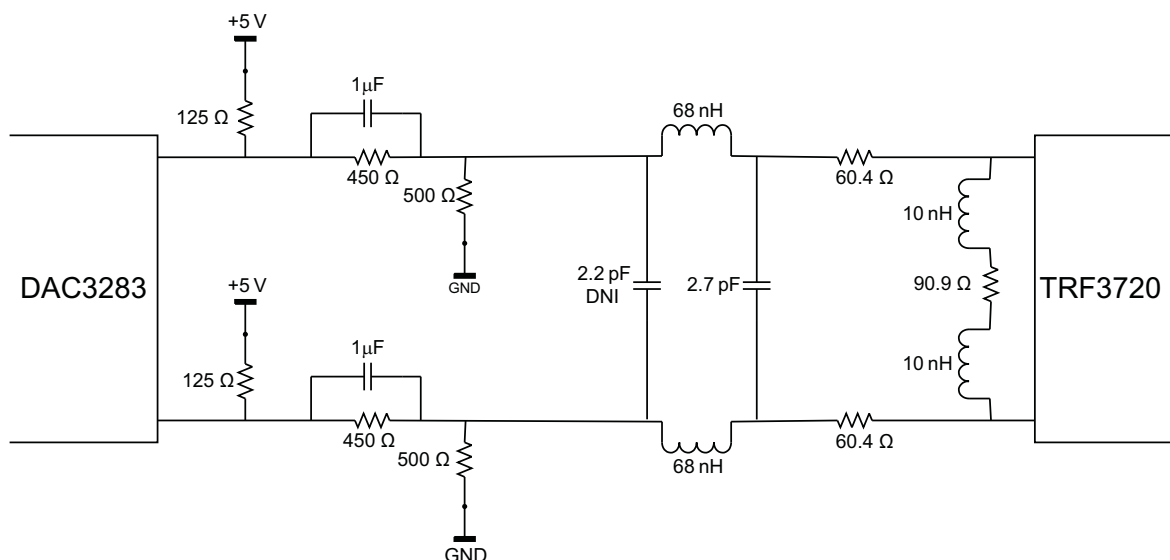 +5 V
125 Ω
1μF
450 Ω
500 Ω
GND
68 nH
60.4 Ω
10 nH
DAC3283
2.2 pF
DNI
2.7 pF
90.9 Ω
TRF3720
+5 V
125 Ω
1μF
450 Ω
500 Ω
GND
68 nH
60.4 Ω
10 nH